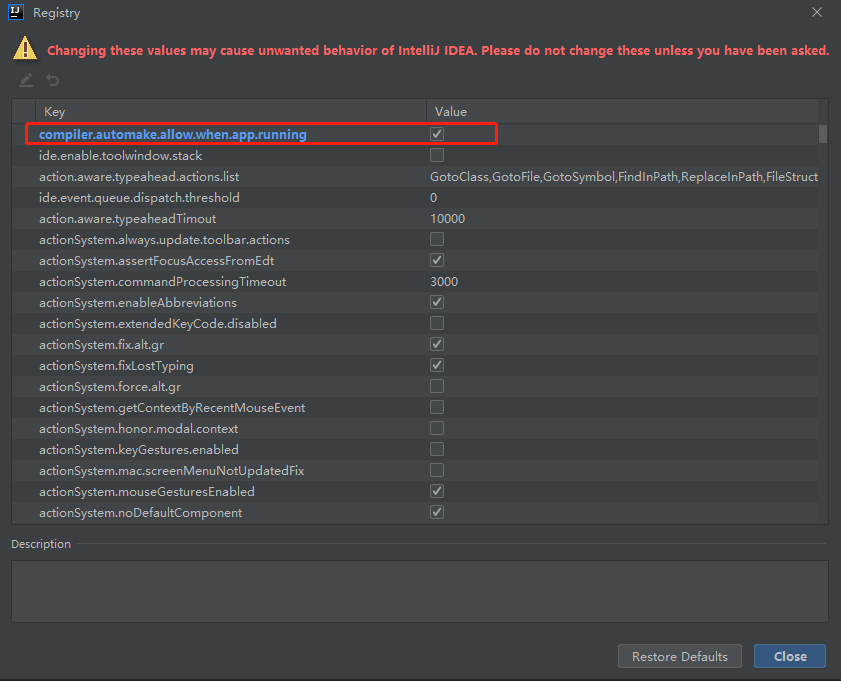 IJ Registry
Changing these values may cause unwanted behavior of IntelliJ IDEA. Please do not change these unless you have been asked.
Key Value
compiler.automake.allow.when.app.running
ide.enable.toolwindow.stack
action.aware.typeahead.actions.list GotoClass,GotoFile,GotoSymbol,FindInPath,ReplaceInPath,FileStruct
ide.event.queue.dispatch.threshold 0
action.aware.typeaheadTimout 10000
actionSystem.always.update.toolbar.actions
actionSystem.assertFocusAccessFromEdt
actionSystem.commandProcessingTimeout 3000
actionSystem.enableAbbreviations
actionSystem.extendedKeyCode.disabled
actionSystem.fix.alt.gr
actionSystem.fixLostTyping
actionSystem.force.alt.gr
actionSystem.getContextByRecentMouseEvent
actionSystem.honor.modal.context
actionSystem.keyGestures.enabled
actionSystem.mac.screenMenuNotUpdatedFix
actionSystem.mouseGesturesEnabled
actionSystem.noDefaultComponent
Description
Restore Defaults Close